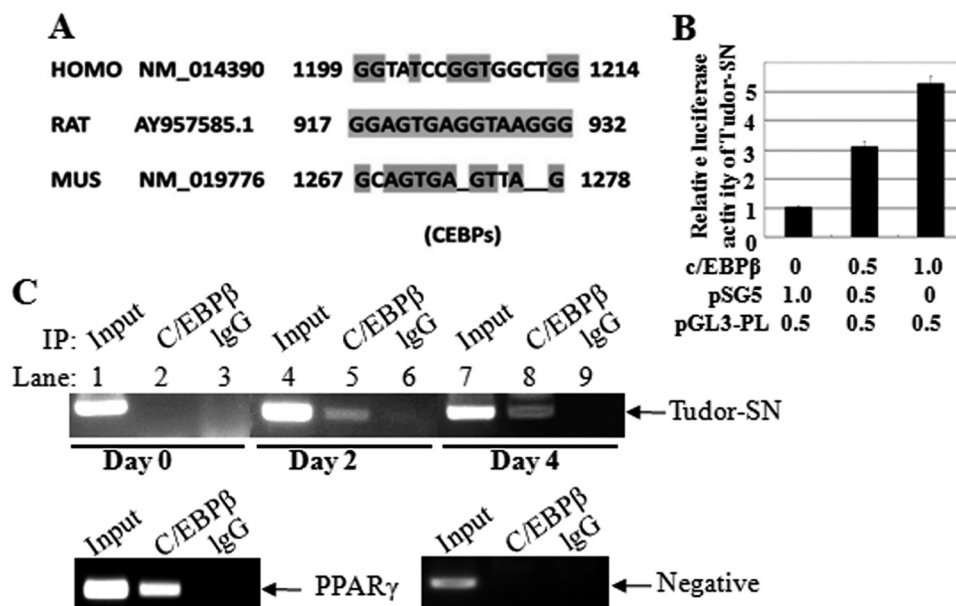 A
HOMO NM_014390 1199 GGTATCCGGTGGCTGG 1214
RAT AY957585.1 917 GGAGTGAGGTAAGGG 932
MUS NM_019776 1267 GCAGTGA_GTTA__G 1278
(CEBPs)
B
Relative luciferase
activity of Tudor-SN
5
4
3
2
1
0
c/EBPβ 0 0.5 1.0
pSG5 1.0 0.5 0
pGL3-PL 0.5 0.5 0.5
C
IP: Input C/EBPβ IgG Input C/EBPβ IgG Input C/EBPβ IgG
Lane: 1 2 3 4 5 6 7 8 9
Tudor-SN
Day 0 Day 2 Day 4
Input C/EBPβ IgG Input C/EBPβ IgG
PPARγ Negative